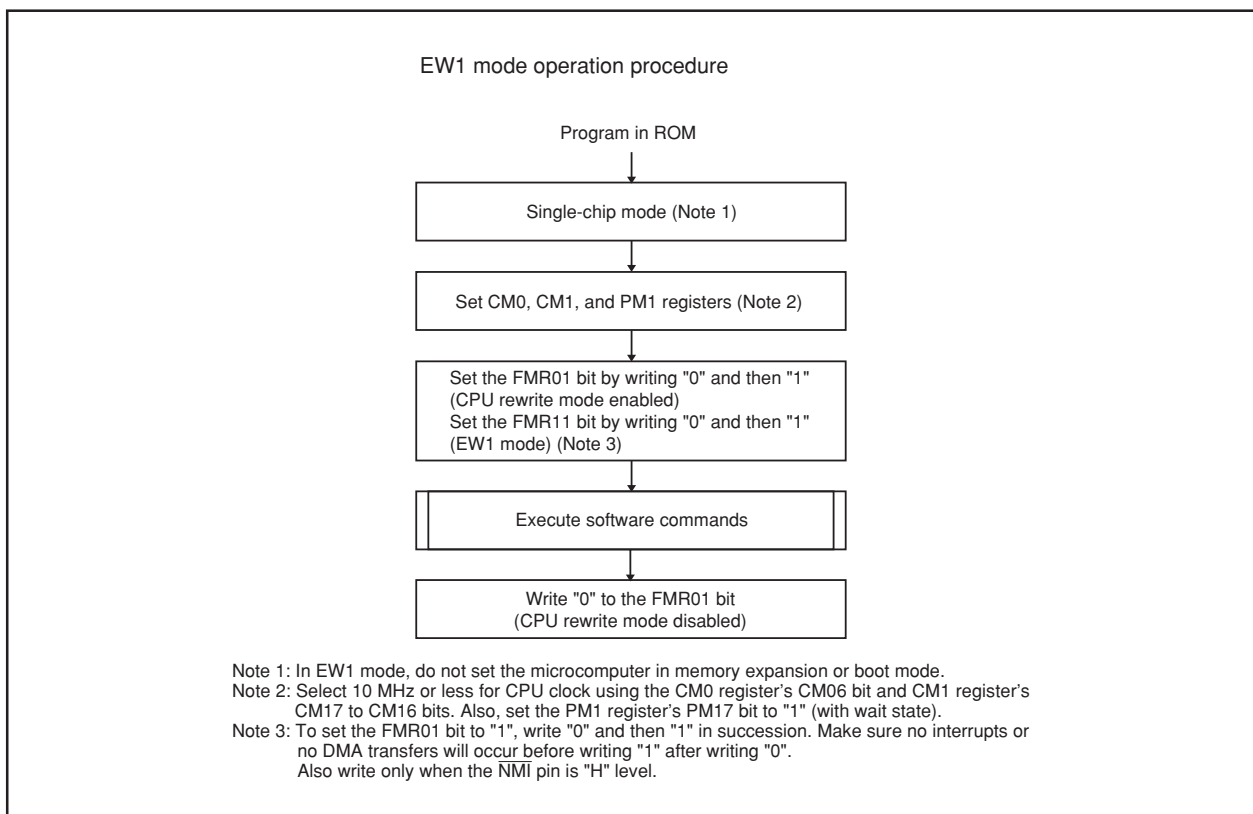 EW1 mode operation procedure
Program in ROM
Single-chip mode (Note 1)
Set CM0, CM1, and PM1 registers (Note 2)
Set the FMR01 bit by writing "0" and then "1"
(CPU rewrite mode enabled)
Set the FMR11 bit by writing "0" and then "1"
(EW1 mode) (Note 3)
Execute software commands
Write "0" to the FMR01 bit
(CPU rewrite mode disabled)
Note 1: In EW1 mode, do not set the microcomputer in memory expansion or boot mode.
Note 2: Select 10 MHz or less for CPU clock using the CM0 register’s CM06 bit and CM1 register’s
CM17 to CM16 bits. Also, set the PM1 register’s PM17 bit to "1" (with wait state).
Note 3: To set the FMR01 bit to "1", write "0" and then "1" in succession. Make sure no interrupts or
no DMA transfers will occur before writing "1" after writing "0".
Also write only when the NMI pin is "H" level.